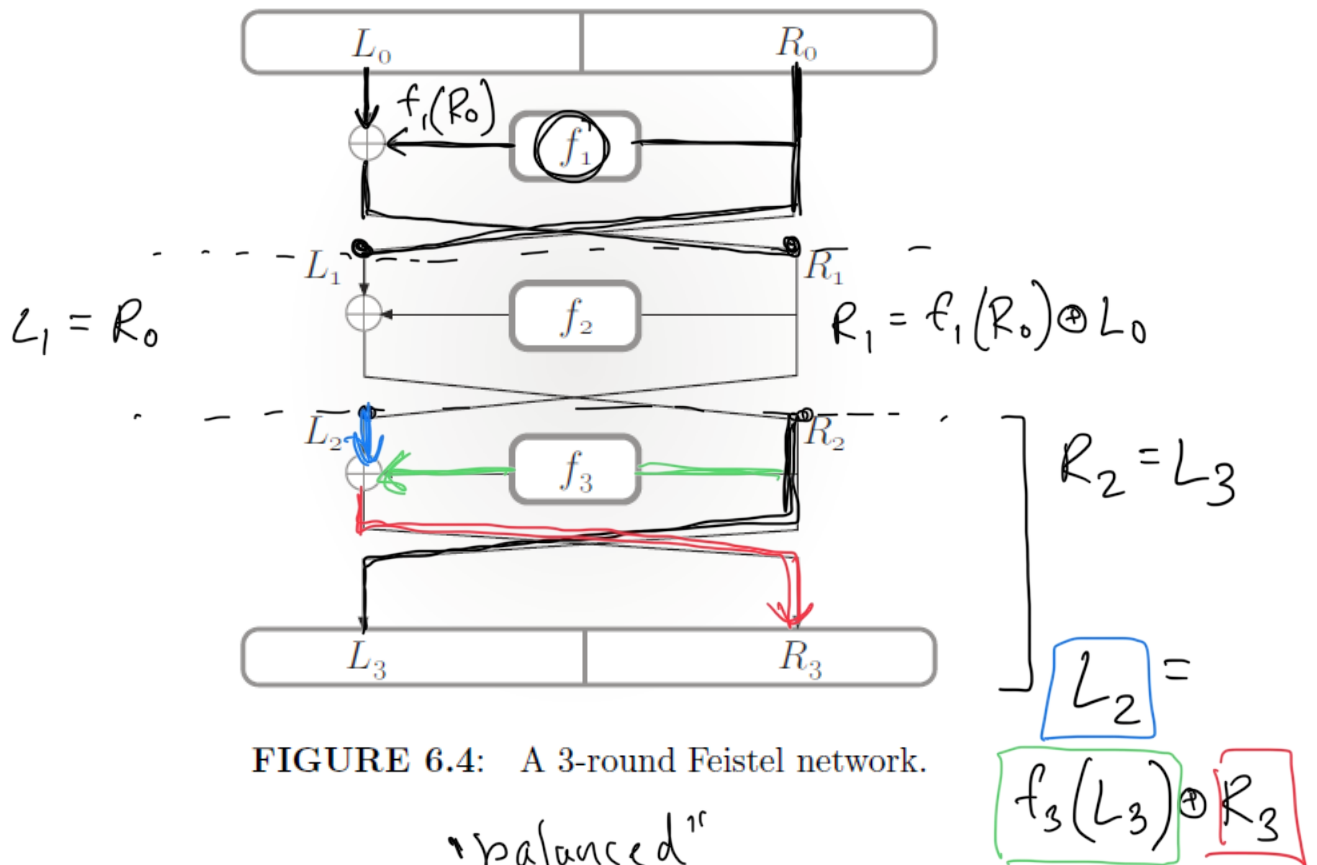 L₀ R₀
f₁(R₀) f₁
L₁ R₁
L₁ = R₀ f₂ R₁ = f₁(R₀) ⊕ L₀
L₂ R₂
f₃ R₂ = L₃
L₃ R₃
L₂ =
f₃(L₃) ⊕ R₃
FIGURE 6.4: A 3-round Feistel network.
"balanced"